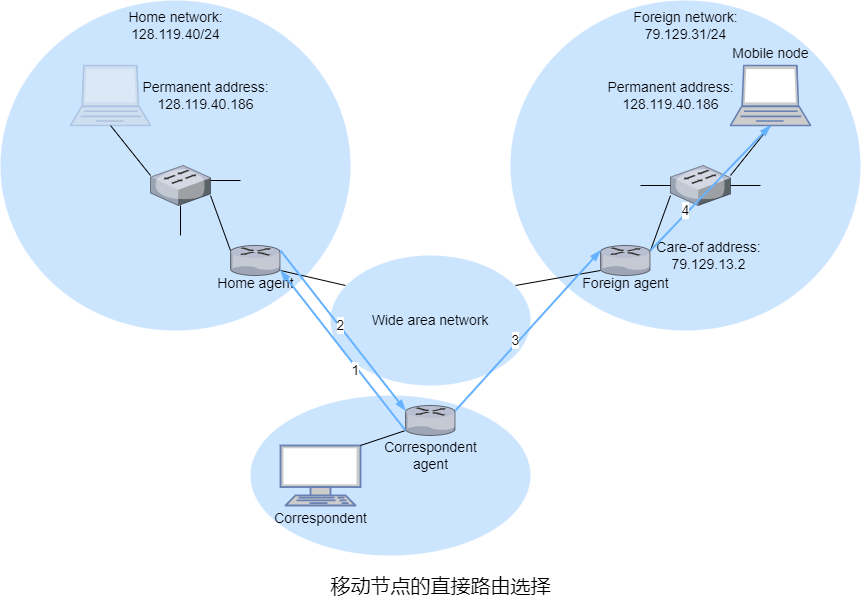 Home network:
128.119.40/24
Permanent address:
128.119.40.186
Home agent
Foreign network:
79.129.31/24
Mobile node
Permanent address:
128.119.40.186
4
Care-of address:
79.129.13.2
Foreign agent
Wide area network
2
1
3
Correspondent
agent
Correspondent
移动节点的直接路由选择